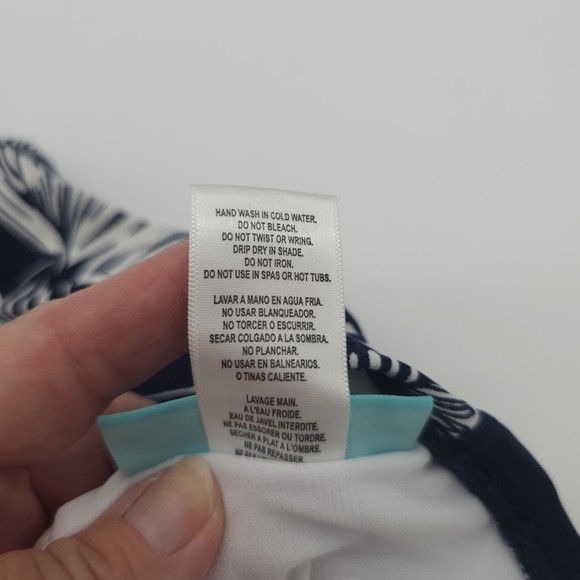 HAND WASH IN COLD WATER.
DO NOT BLEACH.
DO NOT TWIST OR WRING.
DRIP DRY IN SHADE.
DO NOT IRON.
DO NOT USE IN SPAS OR HOT TUBS.
LAVAR A MANO EN AGUA FRIA.
NO USAR BLANQUEADOR.
NO TORCER O ESCURRIR.
SECAR COLGADO A LA SOMBRA.
NO PLANCHAR.
NO USAR EN BALNEARIOS.
O TINAS CALIENTE.
LAVAGE MAIN.
A L'EAU FROIDE.
EAU DE JAVEL INTERDITE.
NE PAS ESSORER OU TORDRE.
SECHER A PLAT A L'OMBRE.
NE PAS REPASSER.